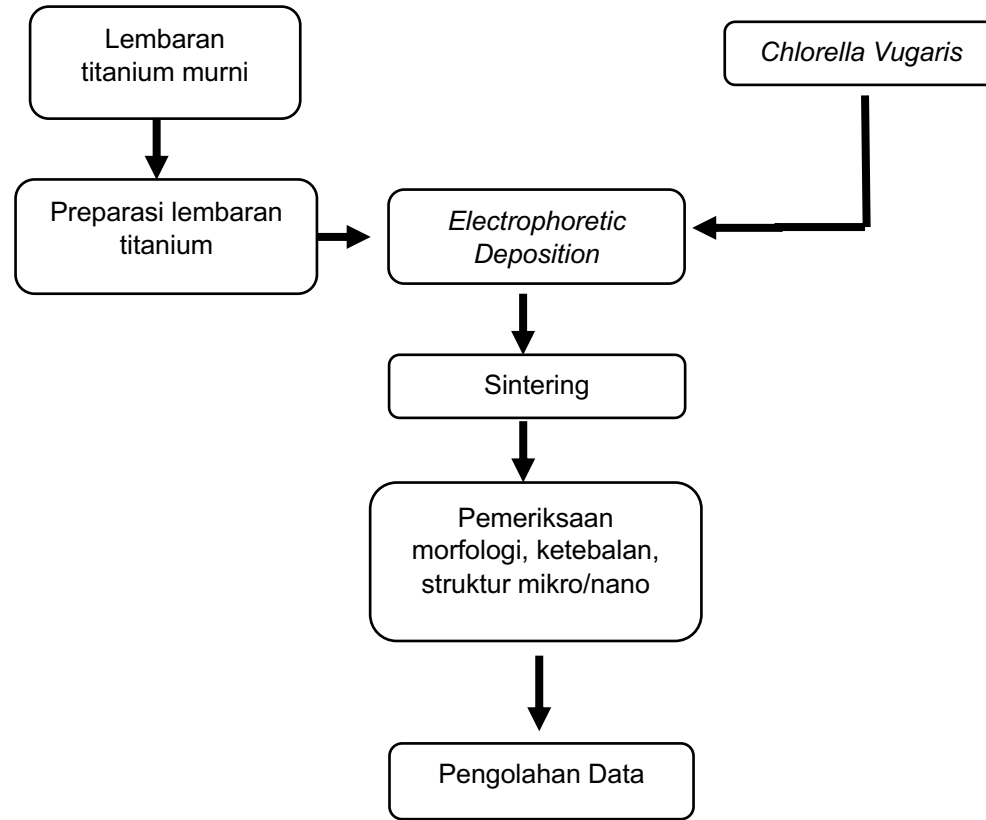 Lembaran
titanium murni
Chlorella Vugaris
Preparasi lembaran
titanium
Electrophoretic
Deposition
Sintering
Pemeriksaan
morfologi, ketebalan,
struktur mikro/nano
Pengolahan Data